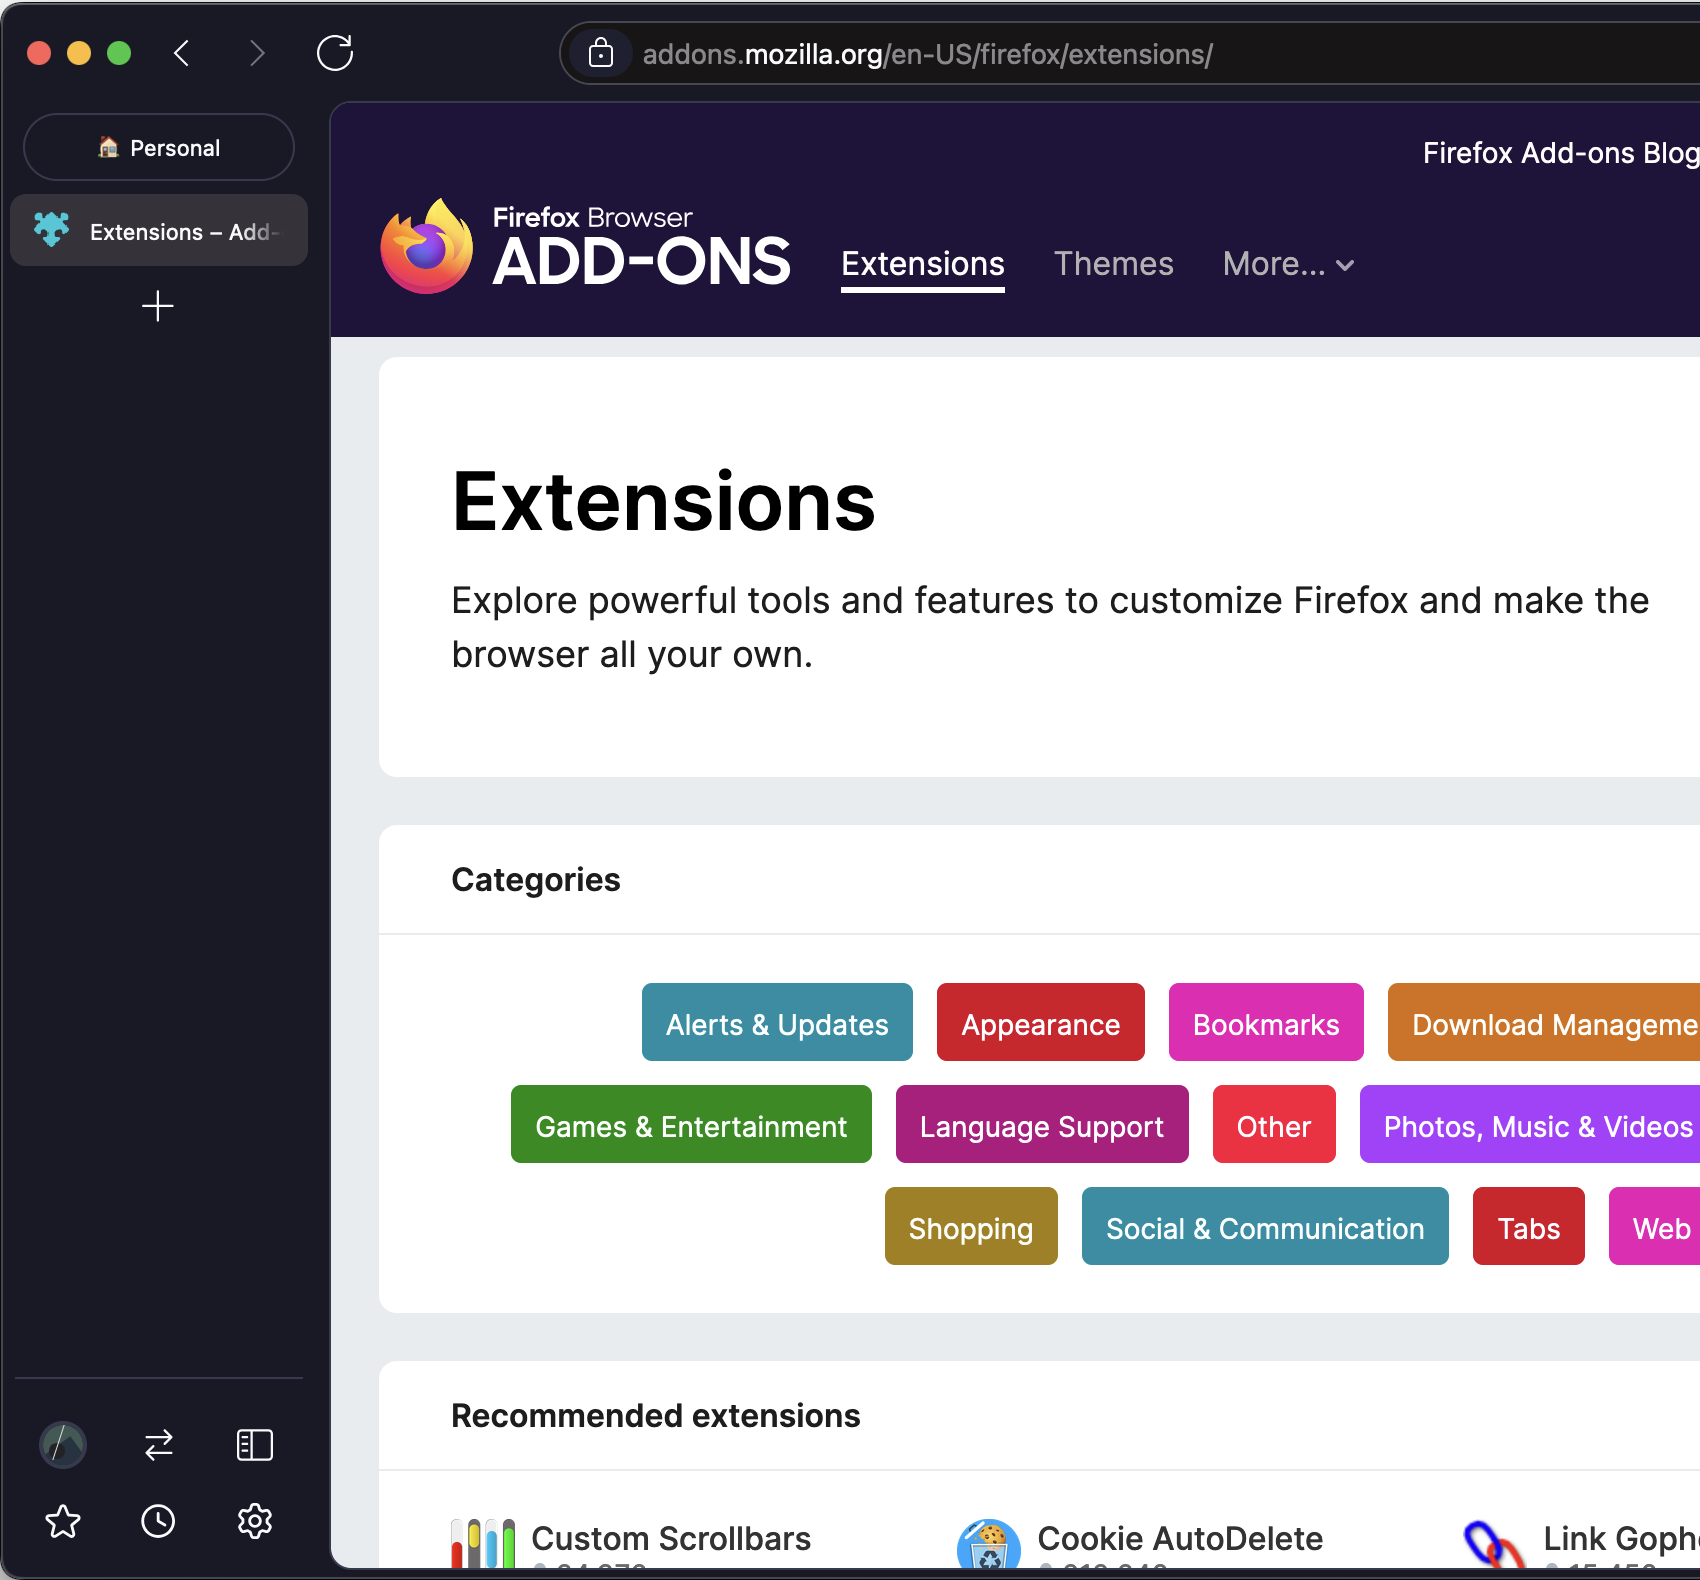 addons.mozilla.org/en-US/firefox/extensions/
Personal
Extensions – Add-
Firefox Add-ons Blog
Firefox Browser
ADD-ONS
Extensions
Themes
More...
Extensions
Explore powerful tools and features to customize Firefox and make the
browser all your own.
Categories
Alerts & Updates
Appearance
Bookmarks
Download Manageme
Games & Entertainment
Language Support
Other
Photos, Music & Videos
Shopping
Social & Communication
Tabs
Web
Recommended extensions
Custom Scrollbars
Cookie AutoDelete
Link Goph